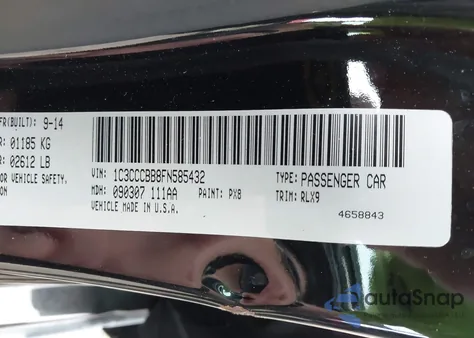 FR(BUILT): 9-14
R: 01185 KG
R: 02612 LB
OR VEHICLE SAFETY,
ON
VIN: 1C3CCCBB8FN585432
TYPE: PASSENGER CAR
MDH: 090307 111AA
PAINT: PX8
TRIM: RLX9
VEHICLE MADE IN U.S.A.
4658843
autaSnap